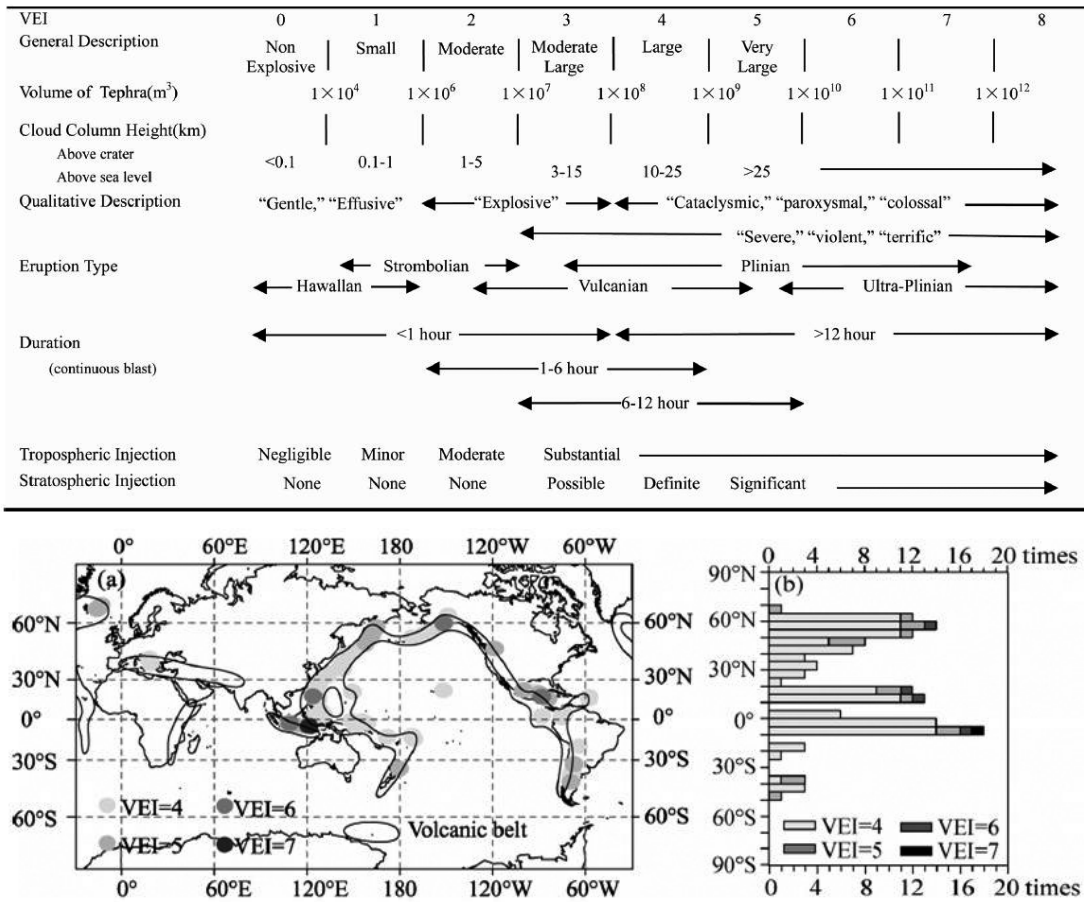 VEI 0 1 2 3 4 5 6 7 8
General Description Non Explosive Small Moderate Moderate Large Large Very Large
Volume of Tephra(m³) 1×10⁴ 1×10⁶ 1×10⁷ 1×10⁸ 1×10⁹ 1×10¹⁰ 1×10¹¹ 1×10¹²
Cloud Column Height(km)
Above crater <0.1 0.1-1 1-5
Above sea level 3-15 10-25 >25
Qualitative Description "Gentle," "Effusive" "Explosive" "Cataclysmic," "paroxysmal," "colossal"
"Severe," "violent," "terrific"
Eruption Type Strombolian Plinian
Hawallan Vulcanian Ultra-Plinian
<1 hour >12 hour
Duration
(continuous blast) 1-6 hour
6-12 hour
Tropospheric Injection Negligible Minor Moderate Substantial
Stratospheric Injection None None None Possible Definite Significant
0° 60°E 120°E 180 120°W 60°W
(a)
60°N 60°N
30°N 30°N
0° 0°
30°S 30°S
60°S 60°S
VEI=4 VEI=6
VEI=5 VEI=7
Volcanic belt
0° 60°E 120°E 180 120°W 60°W
0 4 8 12 16 20 times
90°N (b)
60°N
30°N
0°
30°S
60°S
90°S
VEI=4 VEI=6
VEI=5 VEI=7
0 4 8 12 16 20 times